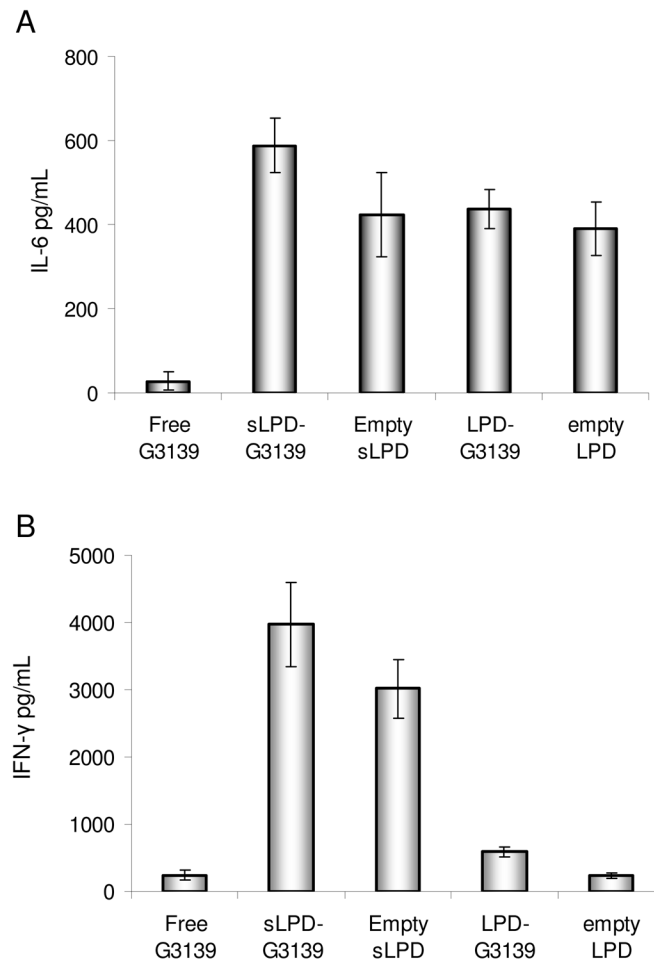 A
800
600
400
200
0
IL-6 pg/mL
Free
G3139
sLPD-
G3139
Empty
sLPD
LPD-
G3139
empty
LPD
B
5000
4000
3000
2000
1000
0
IFN-γ pg/mL
Free
G3139
sLPD-
G3139
Empty
sLPD
LPD-
G3139
empty
LPD